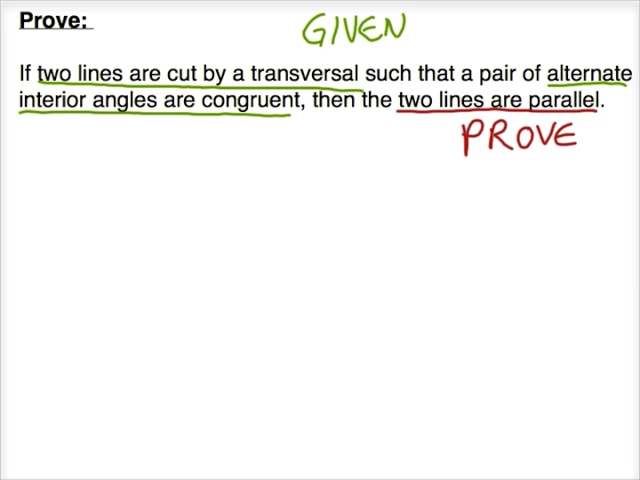 Prove:
GIVEN
If two lines are cut by a transversal such that a pair of alternate
interior angles are congruent, then the two lines are parallel.
PROVE